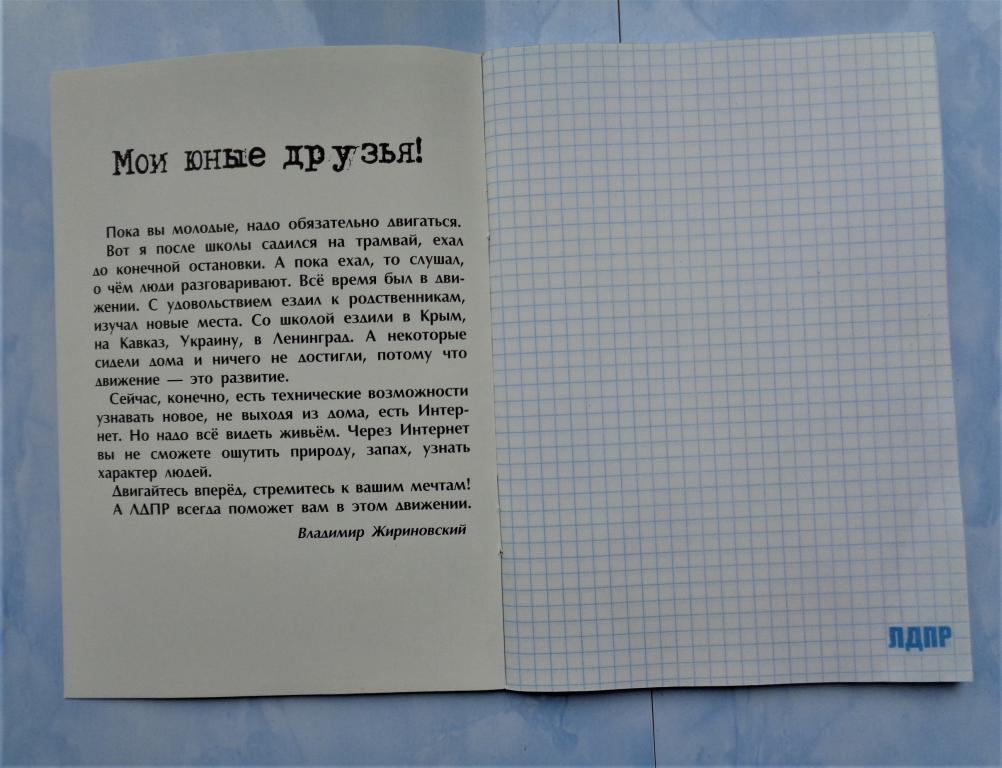 Мои юные друзья!
Пока вы молодые, надо обязательно двигаться.
Вот я после школы садился на трамвай, ехал
до конечной остановки. А пока ехал, то слушал,
о чём люди разговаривают. Всё время был в дви-
жении. С удовольствием ездил к родственникам,
изучал новые места. Со школой ездили в Крым,
на Кавказ, Украину, в Ленинград. А некоторые
сидели дома и ничего не достигли, потому что
движение — это развитие.
Сейчас, конечно, есть технические возможности
узнавать новое, не выходя из дома, есть Интер-
нет. Но надо всё видеть живьём. Через Интернет
вы не сможете ощутить природу, запах, узнать
характер людей.
Двигайтесь вперёд, стремитесь к вашим мечтам!
А ЛДПР всегда поможет вам в этом движении.
Владимир Жириновский
ЛДПР